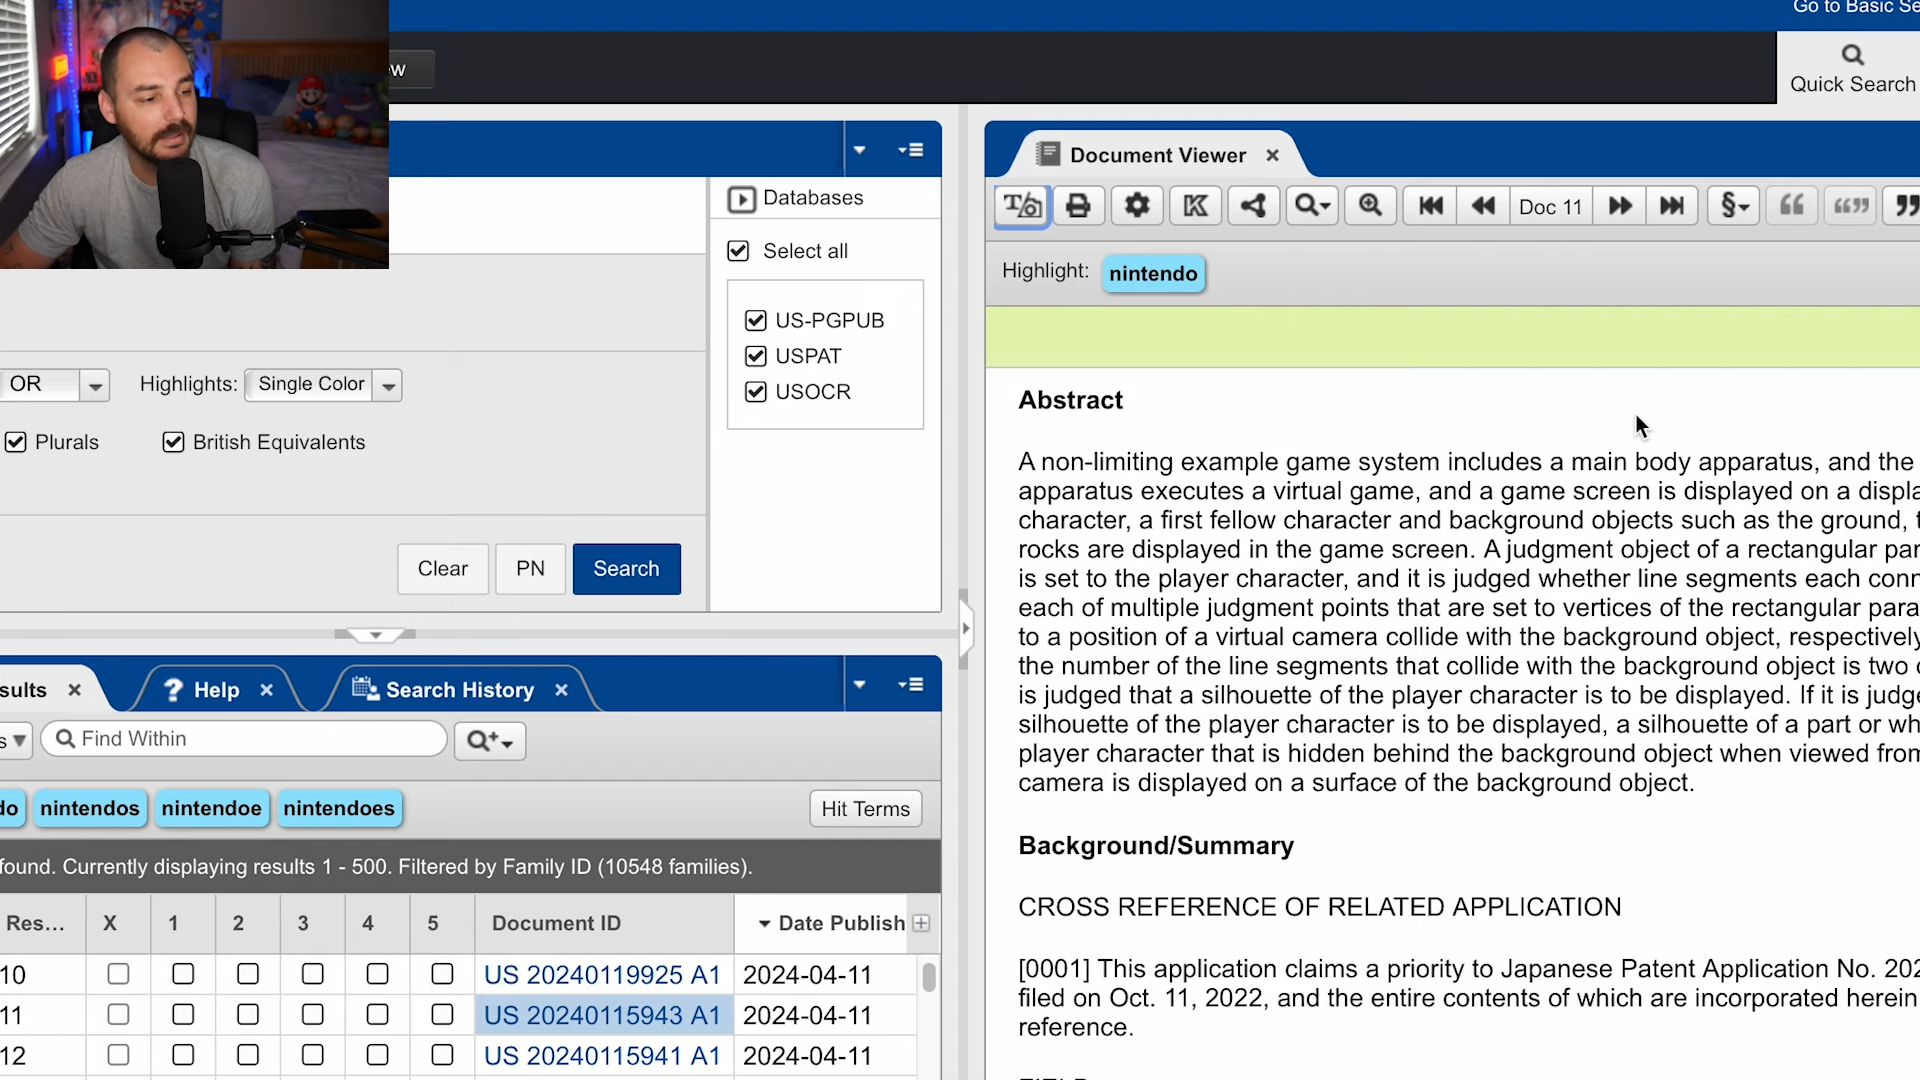 Go to Basic Se
w
Quick Search
Databases
Select all
US-PGPUB
USPAT
USOCR
OR
Highlights:
Single Color
Plurals
British Equivalents
Clear
PN
Search
Document Viewer
T/
K
Doc 11
§
Highlight:
nintendo
Abstract
A non-limiting example game system includes a main body apparatus, and the
apparatus executes a virtual game, and a game screen is displayed on a displa
character, a first fellow character and background objects such as the ground, t
rocks are displayed in the game screen. A judgment object of a rectangular par
is set to the player character, and it is judged whether line segments each conn
each of multiple judgment points that are set to vertices of the rectangular para
to a position of a virtual camera collide with the background object, respectively
the number of the line segments that collide with the background object is two o
is judged that a silhouette of the player character is to be displayed. If it is judge
silhouette of the player character is to be displayed, a silhouette of a part or wh
player character that is hidden behind the background object when viewed from
camera is displayed on a surface of the background object.
Background/Summary
CROSS REFERENCE OF RELATED APPLICATION
[0001] This application claims a priority to Japanese Patent Application No. 202
filed on Oct. 11, 2022, and the entire contents of which are incorporated herein
reference.
sults
Help
Search History
s
Find Within
do
nintendos
nintendoe
nintendoes
Hit Terms
found. Currently displaying results 1 - 500. Filtered by Family ID (10548 families).
Res... X 1 2 3 4 5 Document ID Date Publish
10 US 20240119925 A1 2024-04-11
11 US 20240115943 A1 2024-04-11
12 US 20240115941 A1 2024-04-11